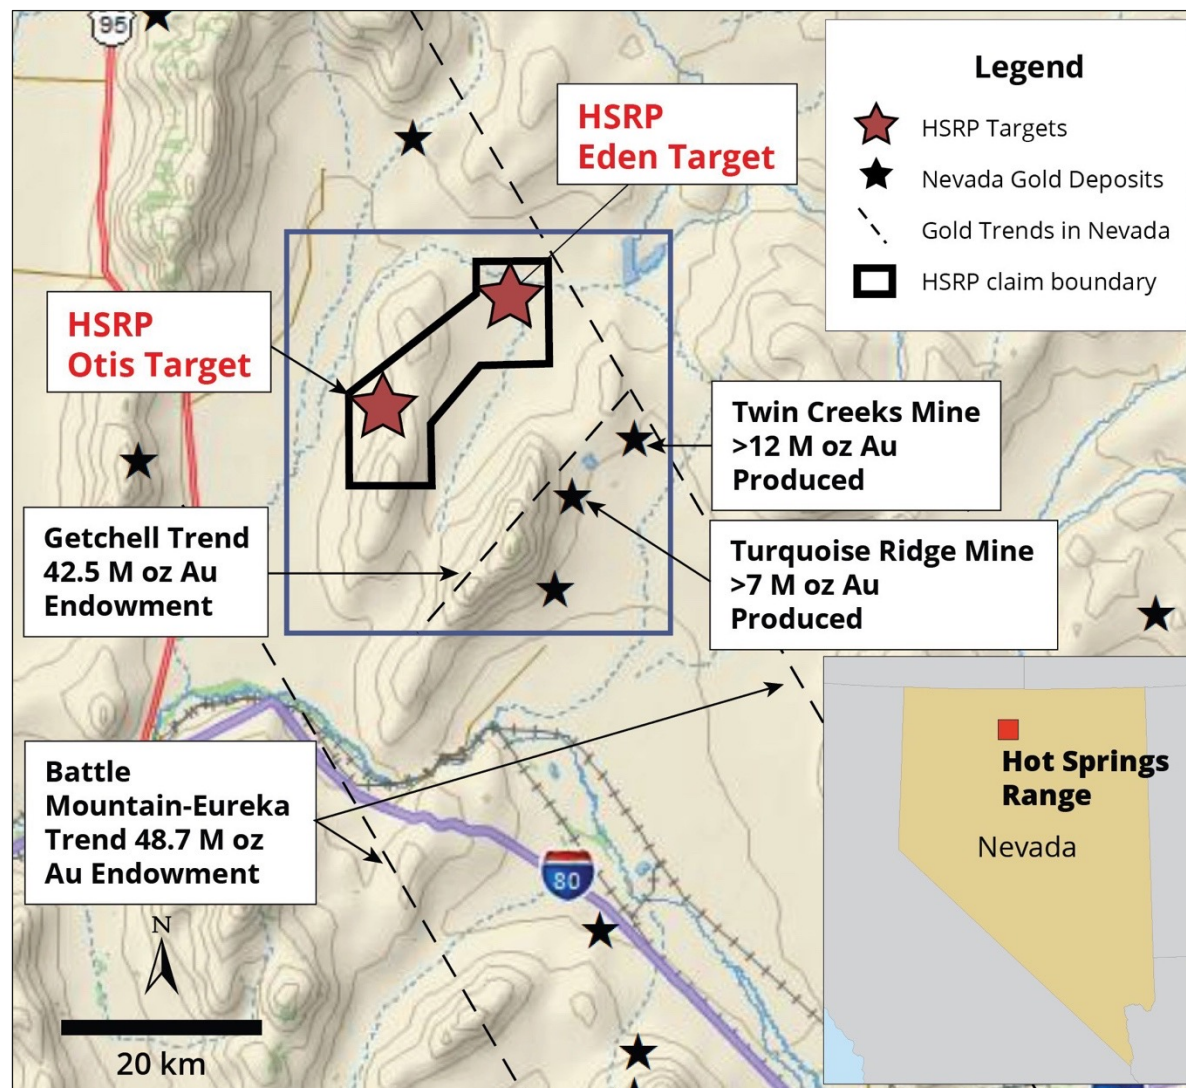 95
HSRP
Eden Target
Legend
HSRP Targets
Nevada Gold Deposits
Gold Trends in Nevada
HSRP claim boundary
HSRP
Otis Target
Twin Creeks Mine
>12 M oz Au
Produced
Getchell Trend
42.5 M oz Au
Endowment
Turquoise Ridge Mine
>7 M oz Au
Produced
Battle
Mountain-Eureka
Trend 48.7 M oz
Au Endowment
80
Hot Springs
Range
Nevada
N
20 km